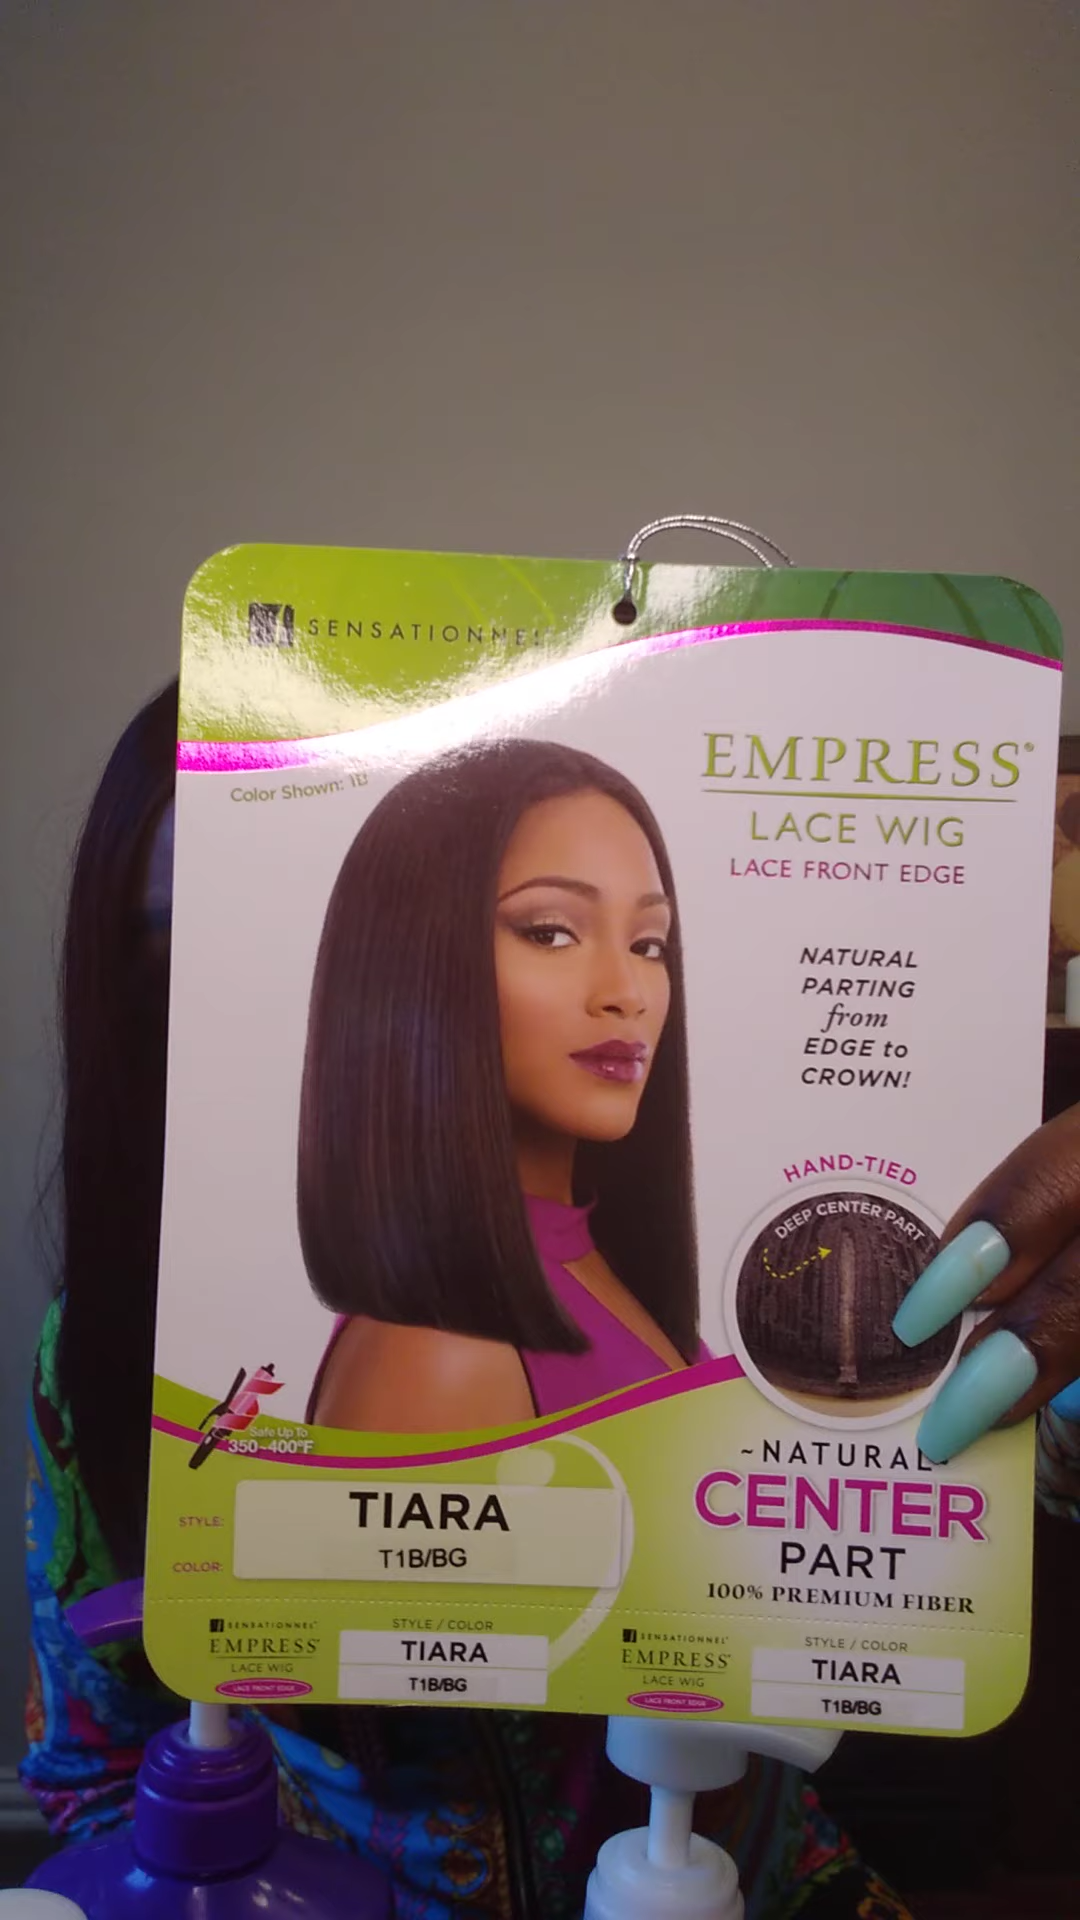 SENSATIONNEL
Color Shown: 1B
EMPRESS®
LACE WIG
LACE FRONT EDGE
NATURAL
PARTING
from
EDGE to
CROWN!
HAND-TIED
DEEP CENTER PART
Safe Up To
350~400°F
~NATURAL~
CENTER
PART
100% PREMIUM FIBER
STYLE:
TIARA
COLOR:
T1B/BG
SENSATIONNEL®
EMPRESS®
LACE WIG
LACE FRONT EDGE
STYLE / COLOR
TIARA
T1B/BG
SENSATIONNEL®
EMPRESS®
LACE WIG
LACE FRONT EDGE
STYLE / COLOR
TIARA
T1B/BG